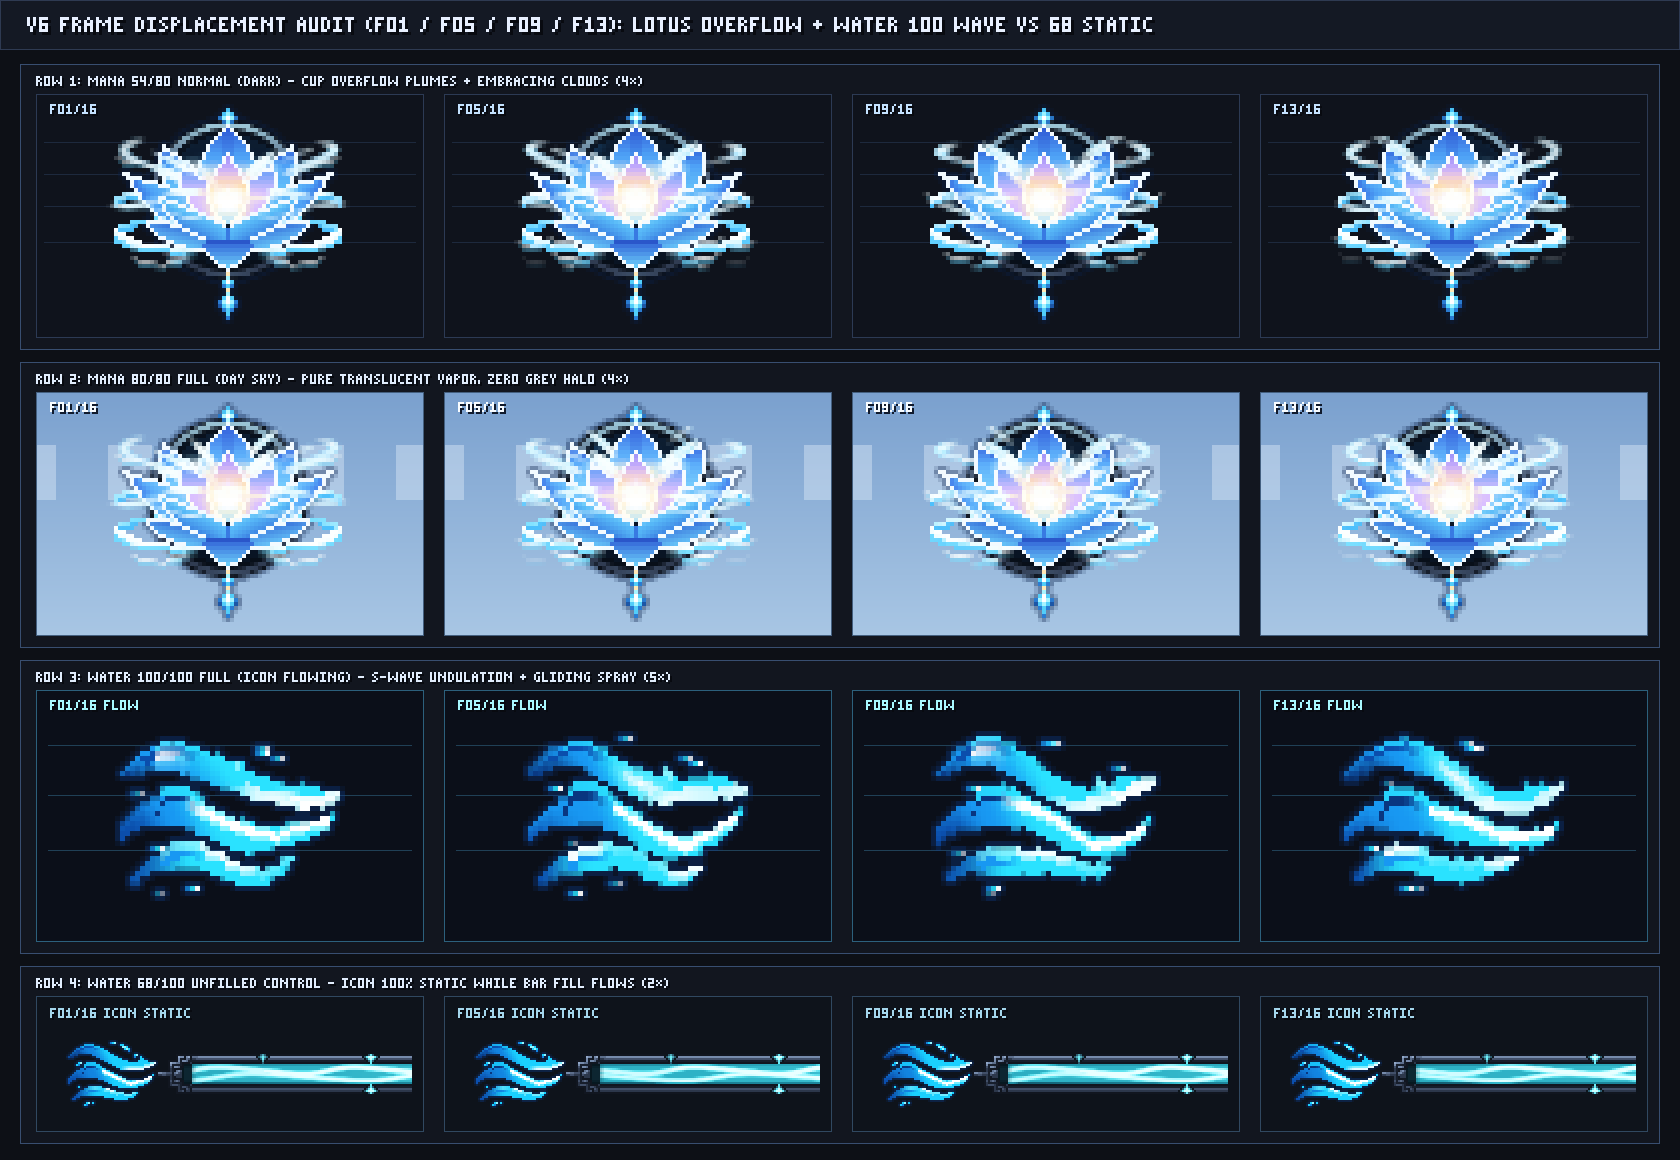 V6 FRAME DISPLACEMENT AUDIT (F01 / F05 / F09 / F13): LOTUS OVERFLOW + WATER 100 WAVE VS 68 STATIC
ROW 1: MANA 54/80 NORMAL (DARK) - CUP OVERFLOW PLUMES + EMBRACING CLOUDS (4×)
F01/16 F05/16 F09/16 F13/16
ROW 2: MANA 80/80 FULL (DAY SKY) - PURE TRANSLUCENT VAPOR, ZERO GREY HALO (4×)
F01/16 F05/16 F09/16 F13/16
ROW 3: WATER 100/100 FULL (ICON FLOWING) - S-WAVE UNDULATION + GLIDING SPRAY (5×)
F01/16 FLOW F05/16 FLOW F09/16 FLOW F13/16 FLOW
ROW 4: WATER 68/100 UNFILLED CONTROL - ICON 100% STATIC WHILE BAR FILL FLOWS (2×)
F01/16 ICON STATIC F05/16 ICON STATIC F09/16 ICON STATIC F13/16 ICON STATIC